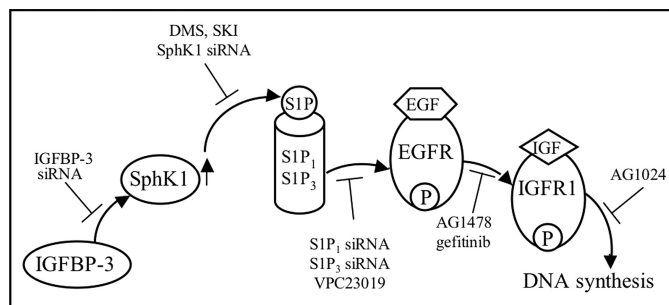 DMS, SKI
SphK1 siRNA
IGFBP-3
siRNA
IGFBP-3
SphK1
S1P
S1P₁
S1P₃
S1P₁ siRNA
S1P₃ siRNA
VPC23019
EGF
EGFR
P
AG1478
gefitinib
IGF
IGFR1
P
AG1024
DNA synthesis